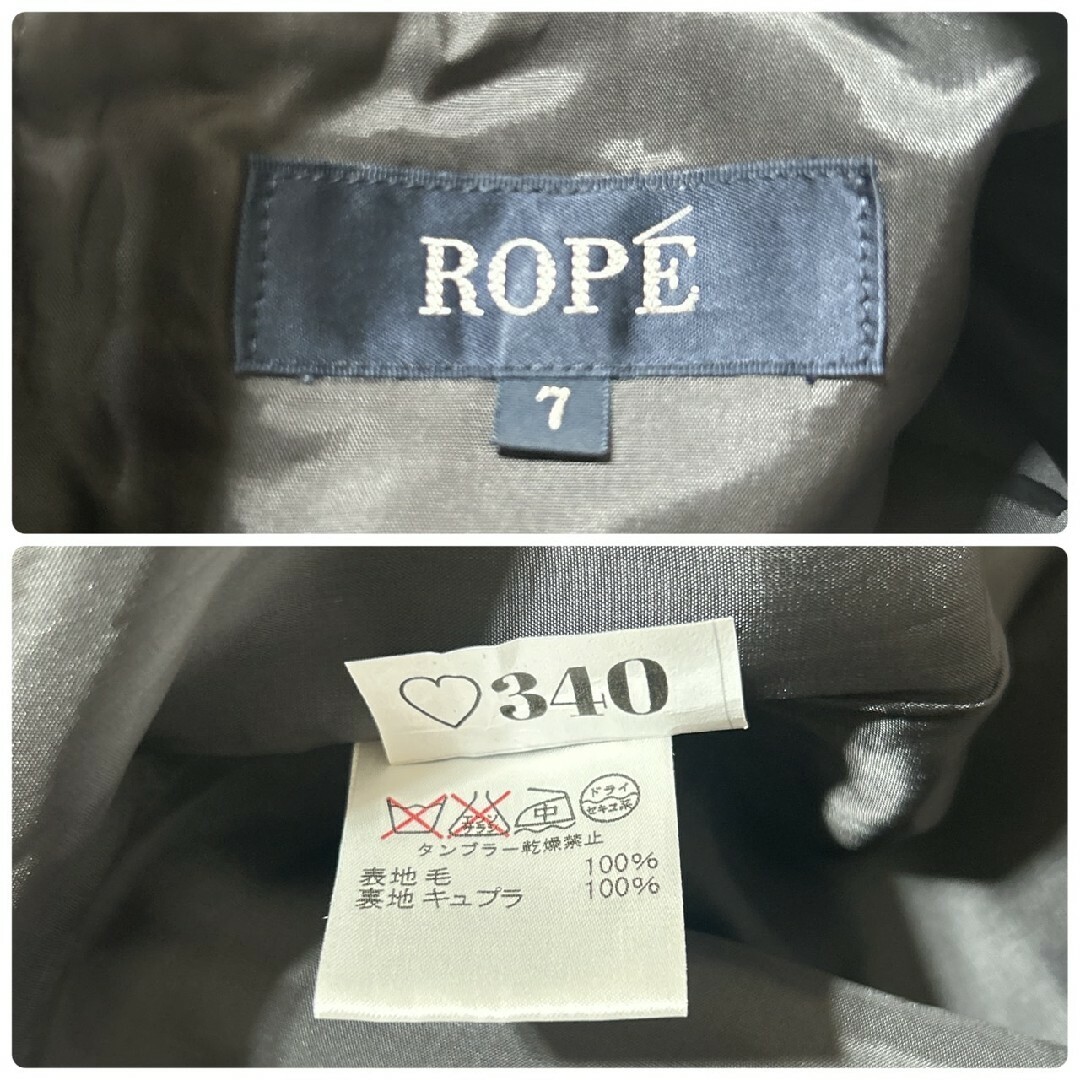 ROPÉ
7
♡340
エンソ
サラシ
中
ドライ
セキユ系
タンブラー乾燥禁止
表地 毛 100%
裏地 キュプラ 100%